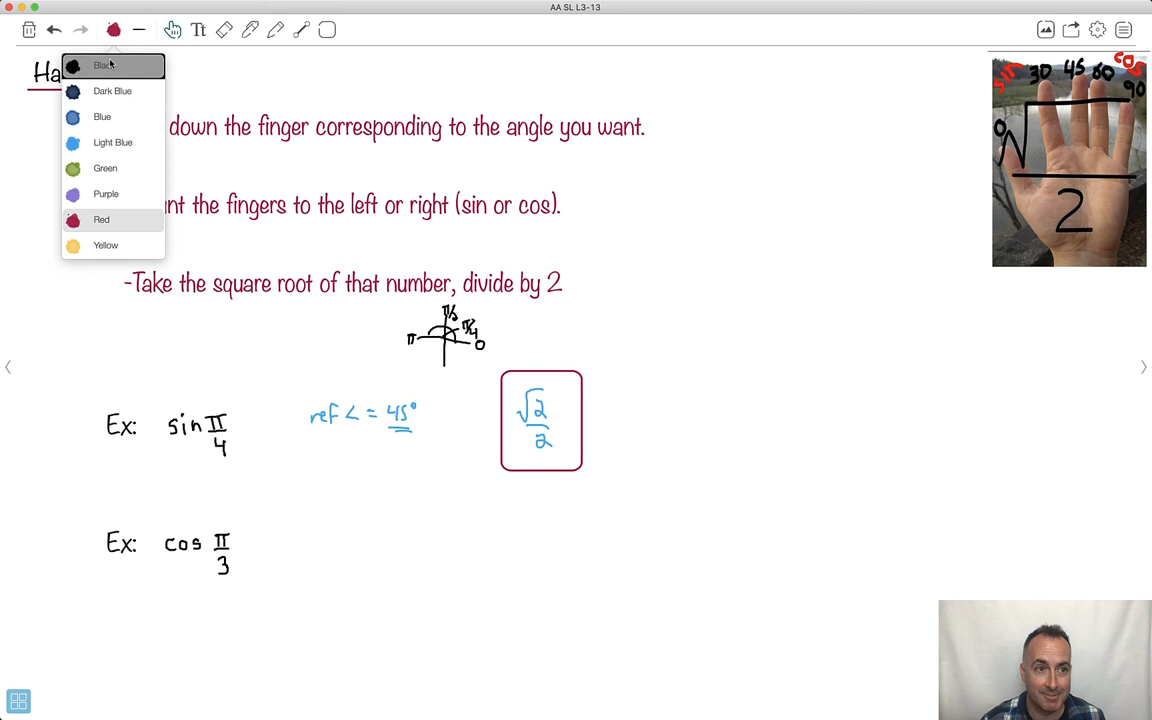 AA SL L3-13
Tt
Black
Dark Blue
Blue
Light Blue
Green
Purple
Red
Yellow
down the finger corresponding to the angle you want.
the fingers to the left or right (sin or cos).
-Take the square root of that number, divide by 2
sin 0 30 45 60 90 cos
√
2
π/2
π π/4 0
Ex: sin π/4
ref ∠ = 45°
√2/2
Ex: cos π/3